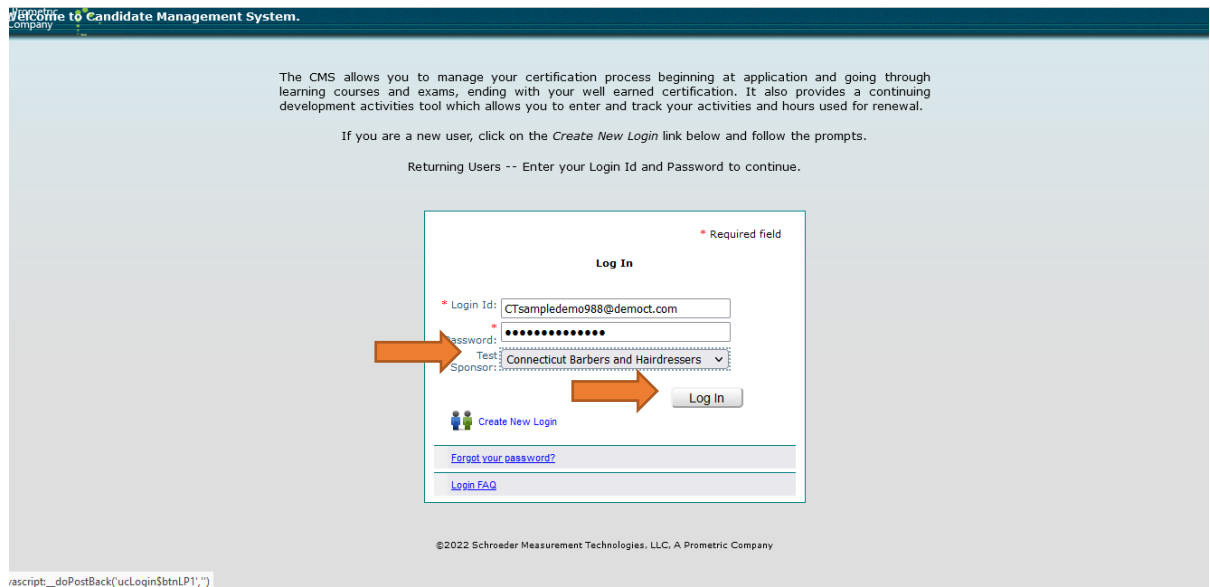 Welcome to Candidate Management System.
Prometric
Company
The CMS allows you to manage your certification process beginning at application and going through
learning courses and exams, ending with your well earned certification. It also provides a continuing
development activities tool which allows you to enter and track your activities and hours used for renewal.
If you are a new user, click on the Create New Login link below and follow the prompts.
Returning Users -- Enter your Login Id and Password to continue.
* Required field
Log In
* Login Id: CTsampledemo988@democt.com
*
Password: ••••••••••••••
Test
Sponsor: Connecticut Barbers and Hairdressers
Log In
Create New Login
Forgot your password?
Login FAQ
©2022 Schroeder Measurement Technologies, LLC, A Prometric Company
vascript:__doPostBack('ucLogin$btnLP1','')